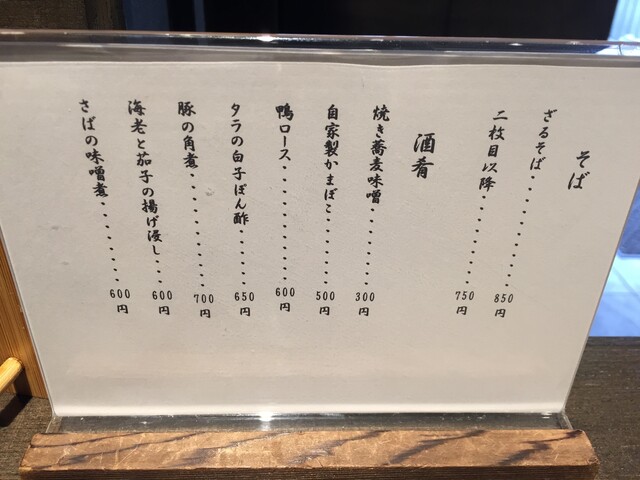 そば
ざるそば・・・・・・・・・・850円
二枚目以降・・・・・・・・750円
酒肴
焼き蕎麦味噌・・・・・・・300円
自家製かまぼこ・・・・・・500円
鴨ロース・・・・・・・・・・600円
タラの白子ぽん酢・・・・・650円
豚の角煮・・・・・・・・・・700円
海老と茄子の揚げ浸し・・・600円
さばの味噌煮・・・・・・・・600円